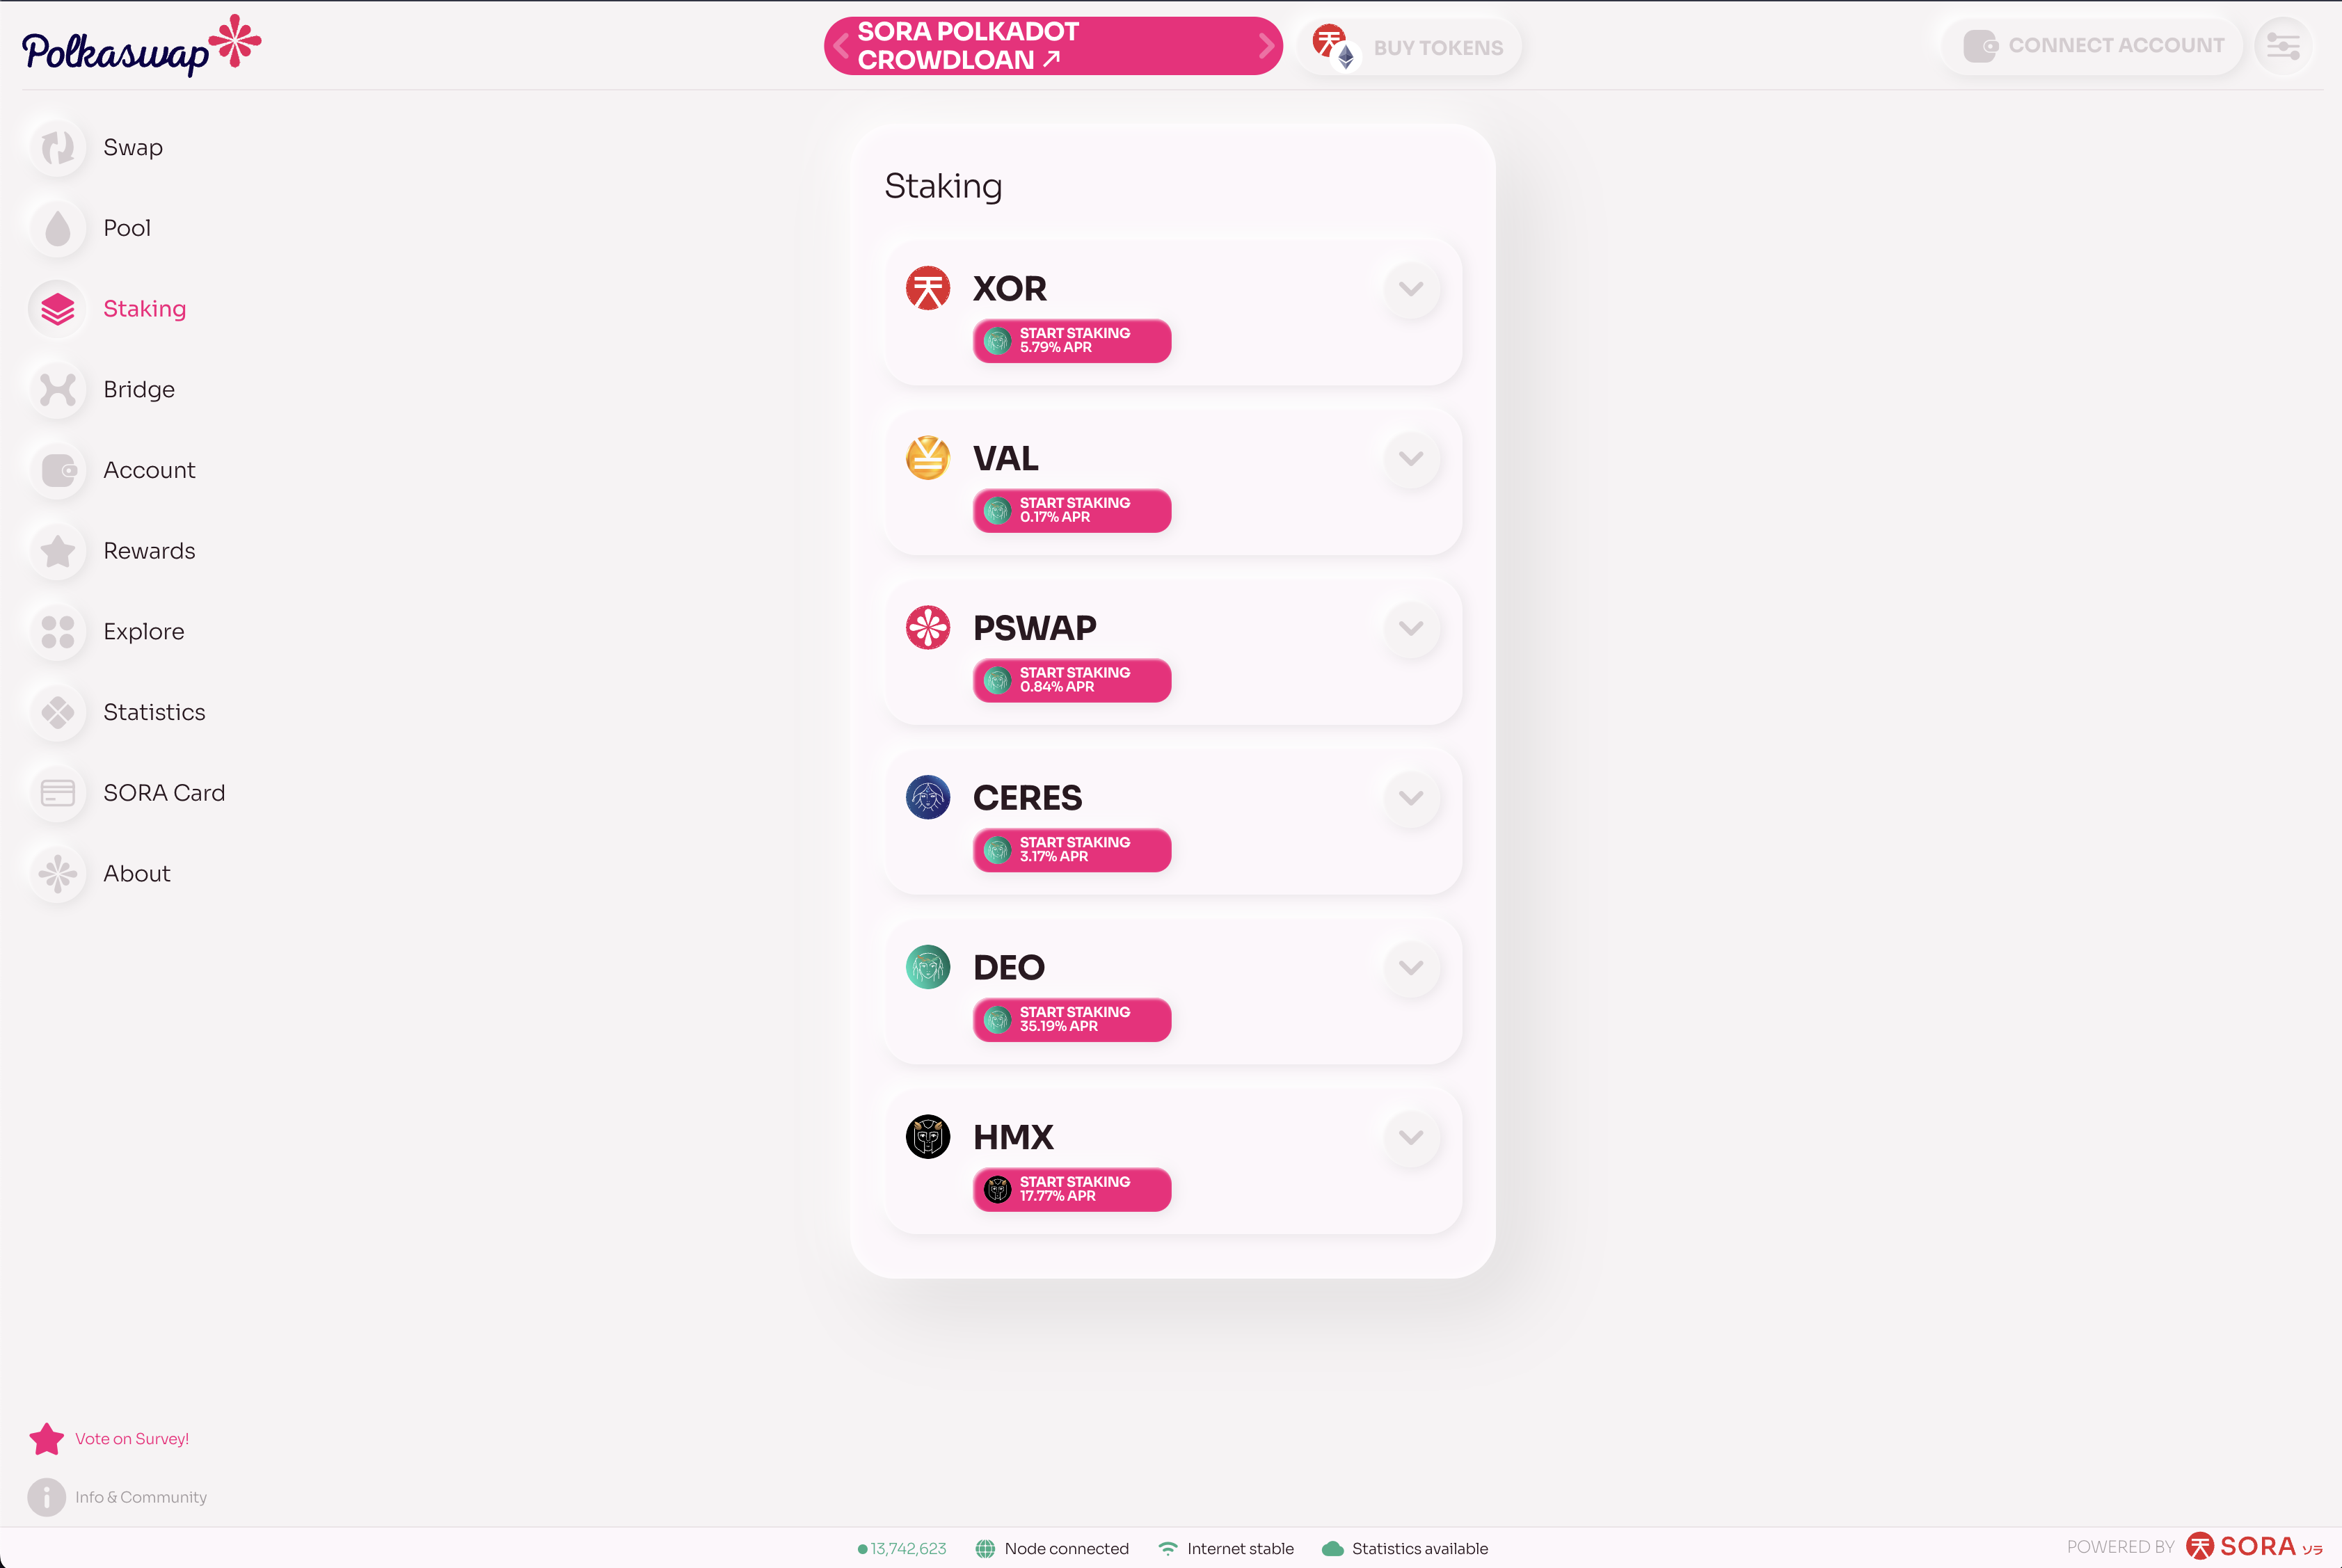 Polkaswap
SORA POLKADOT
CROWDLOAN ↗
BUY TOKENS
CONNECT ACCOUNT
Swap
Pool
Staking
Bridge
Account
Rewards
Explore
Statistics
SORA Card
About
Vote on Survey!
Info & Community
Staking
XOR
START STAKING
5.79% APR
VAL
START STAKING
0.17% APR
PSWAP
START STAKING
0.84% APR
CERES
START STAKING
3.17% APR
DEO
START STAKING
35.19% APR
HMX
START STAKING
17.77% APR
13,742,623
Node connected
Internet stable
Statistics available
POWERED BY SORA ソラ